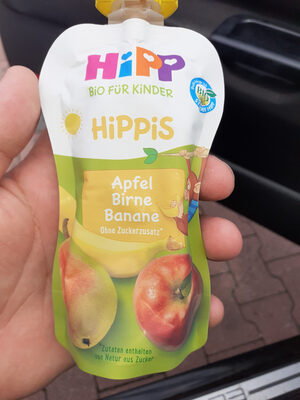 HiPP
BiO FÜR KiNDER
HiPPiS
Apfel
Birne
Banane
Ohne Zuckerzusatz*
*Zutaten enthalten
von Natur aus Zucker